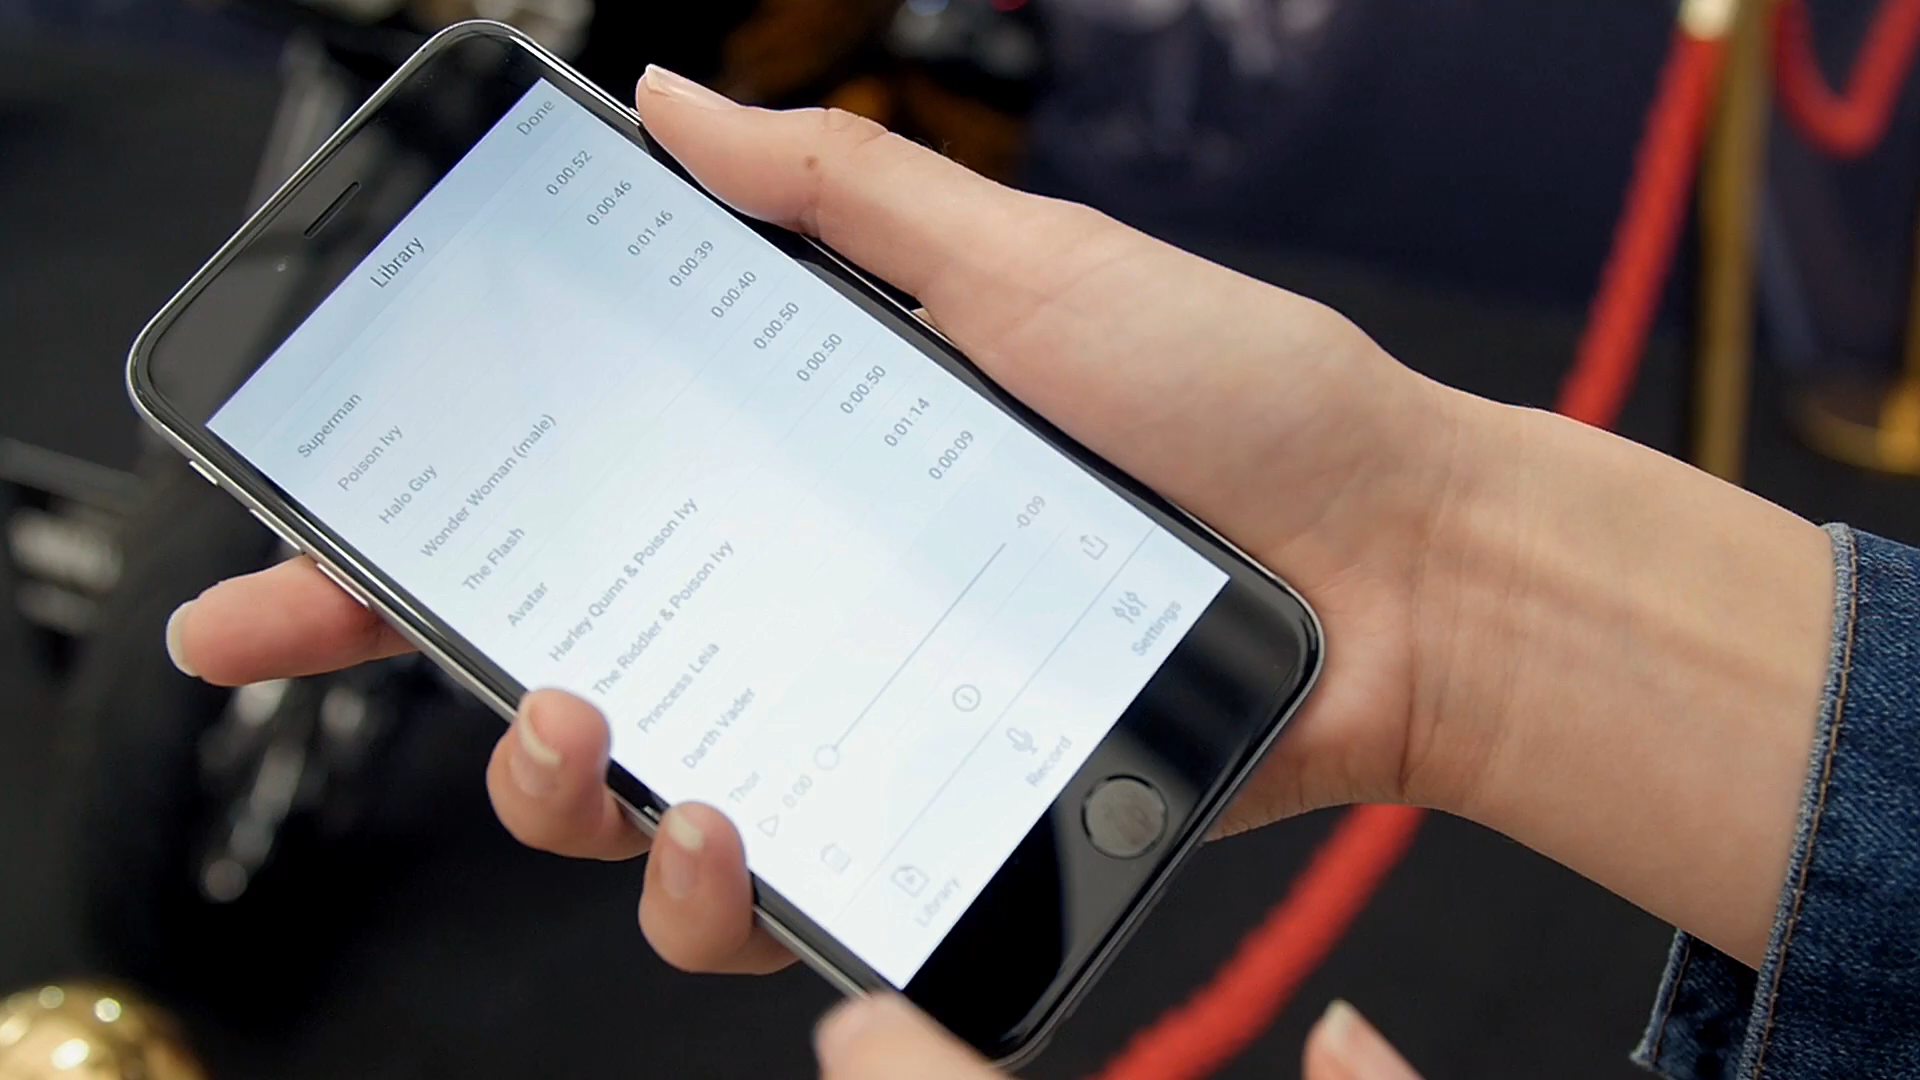 Library Done
Superman 0:00:52
Poison Ivy 0:00:46
Halo Guy 0:01:46
Wonder Woman (male) 0:00:39
The Flash 0:00:40
Avatar 0:00:50
Harley Quinn & Poison Ivy 0:00:50
The Riddler & Poison Ivy 0:00:50
Princess Leia 0:01:14
Darth Vader 0:00:09
Thor
0:00 -0:09
Library Record Settings